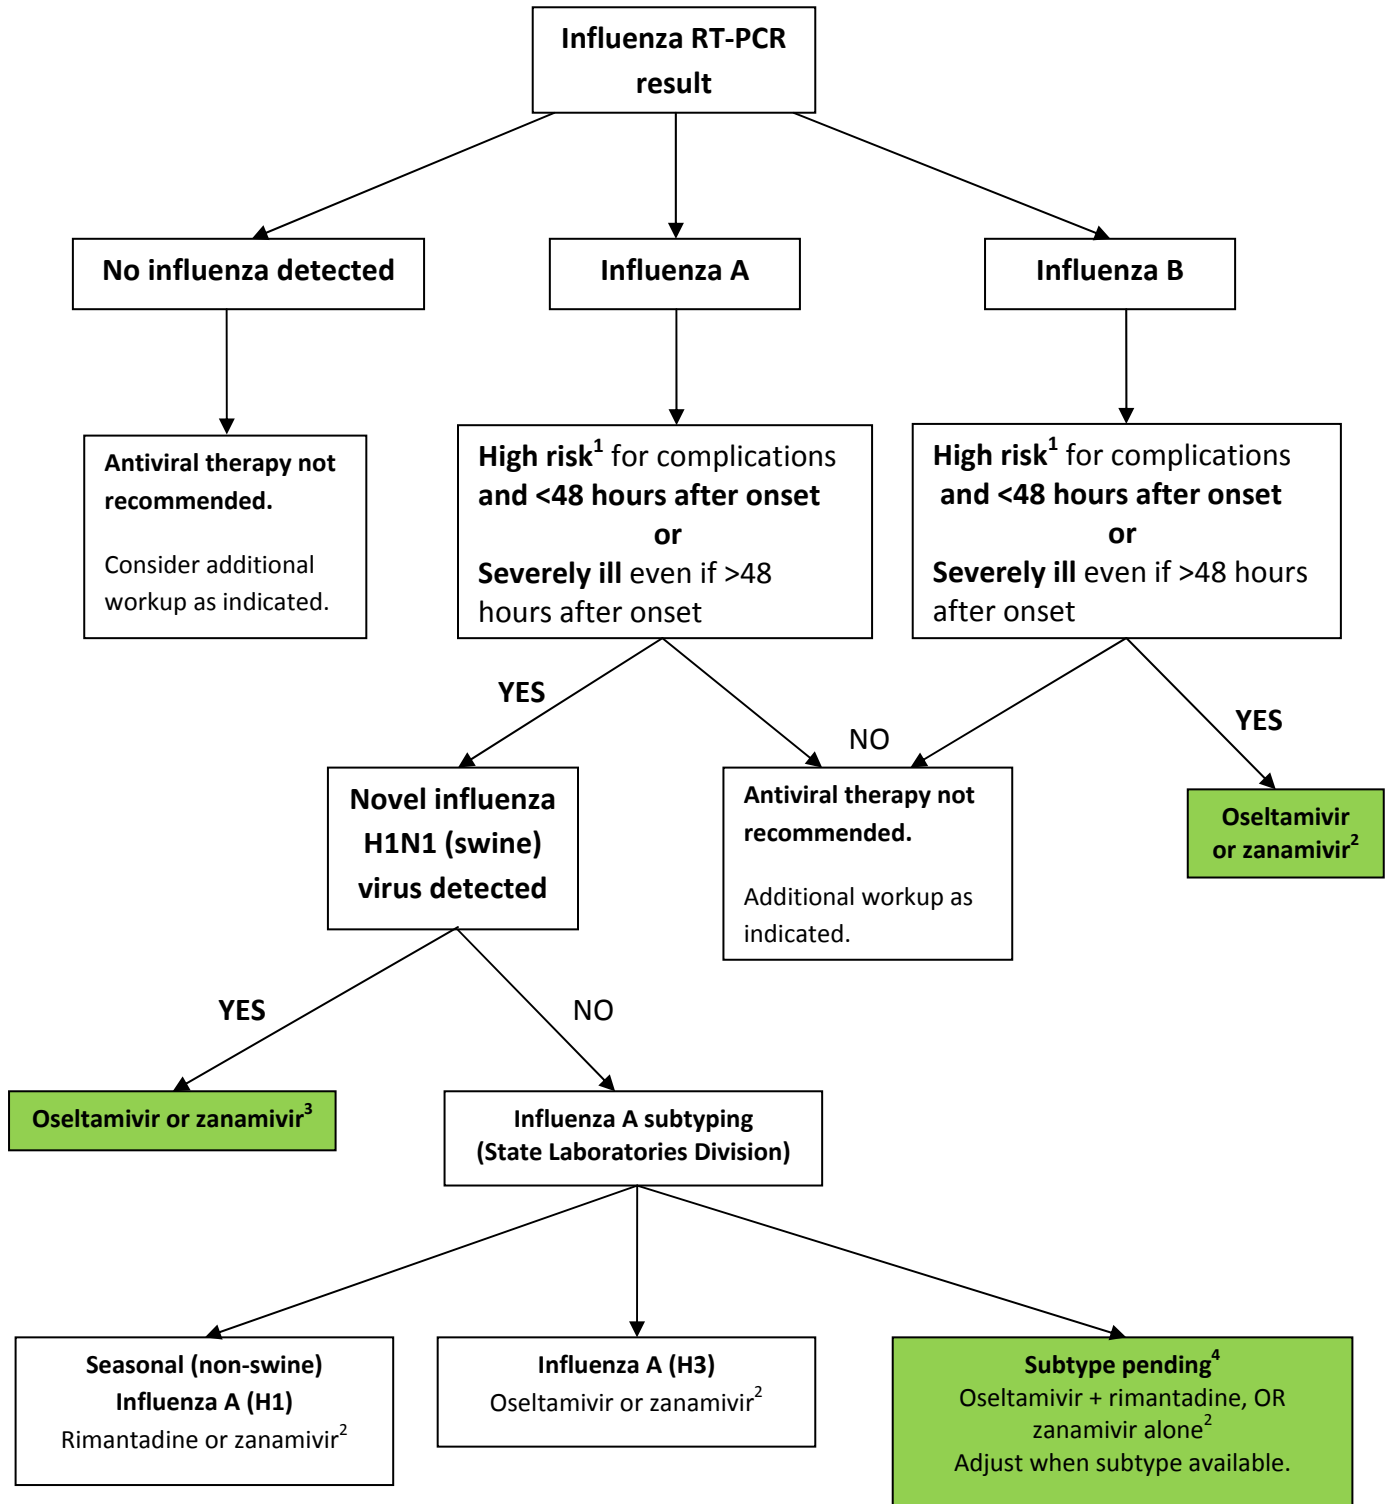 Influenza RT-PCR
result
No influenza detected
Influenza A
Influenza B
Antiviral therapy not
recommended.
Consider additional
workup as indicated.
High risk¹ for complications
and <48 hours after onset
or
Severely ill even if >48
hours after onset
High risk¹ for complications
and <48 hours after onset
or
Severely ill even if >48 hours
after onset
YES
NO
YES
Novel influenza
H1N1 (swine)
virus detected
Antiviral therapy not
recommended.
Additional workup as
indicated.
Oseltamivir
or zanamivir²
YES
NO
Oseltamivir or zanamivir³
Influenza A subtyping
(State Laboratories Division)
Seasonal (non-swine)
Influenza A (H1)
Rimantadine or zanamivir²
Influenza A (H3)
Oseltamivir or zanamivir²
Subtype pending⁴
Oseltamivir + rimantadine, OR
zanamivir alone²
Adjust when subtype available.